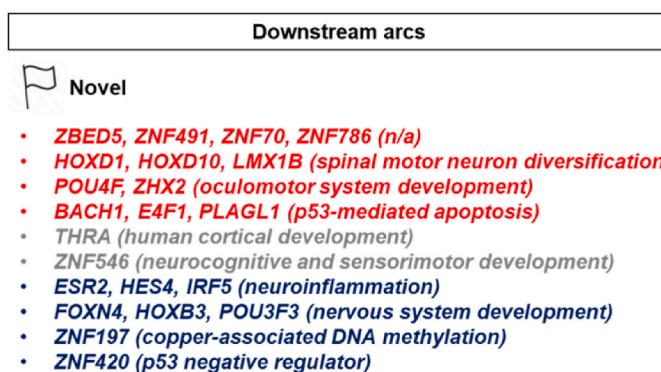 Downstream arcs
Novel
• ZBED5, ZNF491, ZNF70, ZNF786 (n/a)
• HOXD1, HOXD10, LMX1B (spinal motor neuron diversification
• POU4F, ZHX2 (oculomotor system development)
• BACH1, E4F1, PLAGL1 (p53-mediated apoptosis)
• THRA (human cortical development)
• ZNF546 (neurocognitive and sensorimotor development)
• ESR2, HES4, IRF5 (neuroinflammation)
• FOXN4, HOXB3, POU3F3 (nervous system development)
• ZNF197 (copper-associated DNA methylation)
• ZNF420 (p53 negative regulator)